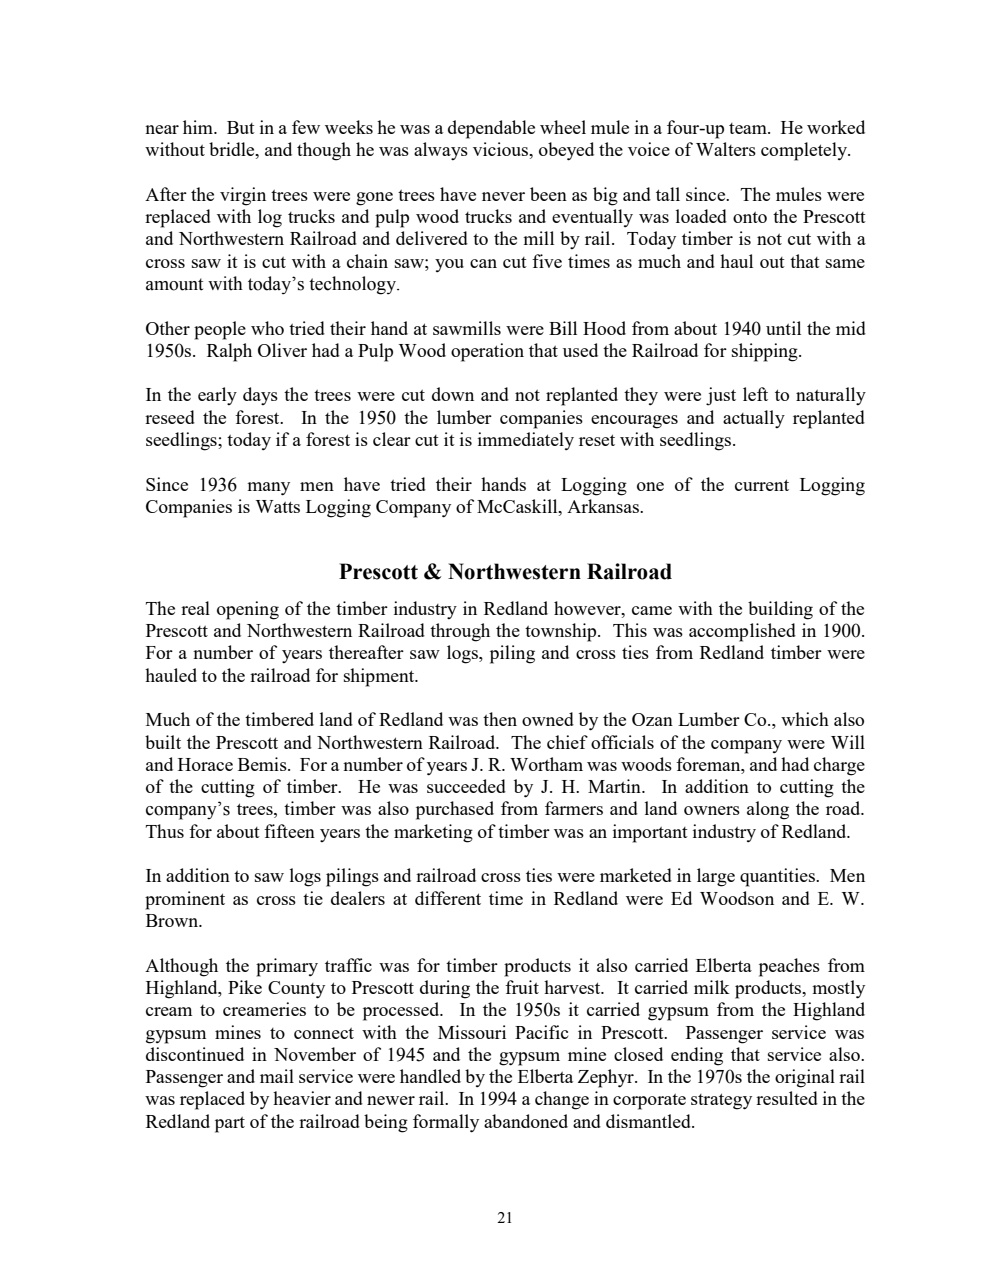 near him.  But in a few weeks he was a dependable wheel mule in a four-up team.  He worked
without bridle, and though he was always vicious, obeyed the voice of Walters completely.
After the virgin trees were gone trees have never been as big and tall since.  The mules were
replaced with log trucks and pulp wood trucks and eventually was loaded onto the Prescott
and Northwestern Railroad and delivered to the mill by rail.  Today timber is not cut with a
cross saw it is cut with a chain saw; you can cut five times as much and haul out that same
amount with today’s technology.
Other people who tried their hand at sawmills were Bill Hood from about 1940 until the mid
1950s.  Ralph Oliver had a Pulp Wood operation that used the Railroad for shipping.
In the early days the trees were cut down and not replanted they were just left to naturally
reseed the forest.  In the 1950 the lumber companies encourages and actually replanted
seedlings; today if a forest is clear cut it is immediately reset with seedlings.
Since 1936 many men have tried their hands at Logging one of the current Logging
Companies is Watts Logging Company of McCaskill, Arkansas.
Prescott & Northwestern Railroad
The real opening of the timber industry in Redland however, came with the building of the
Prescott and Northwestern Railroad through the township.  This was accomplished in 1900.
For a number of years thereafter saw logs, piling and cross ties from Redland timber were
hauled to the railroad for shipment.
Much of the timbered land of Redland was then owned by the Ozan Lumber Co., which also
built the Prescott and Northwestern Railroad.  The chief officials of the company were Will
and Horace Bemis.  For a number of years J. R. Wortham was woods foreman, and had charge
of the cutting of timber.  He was succeeded by J. H. Martin.  In addition to cutting the
company’s trees, timber was also purchased from farmers and land owners along the road.
Thus for about fifteen years the marketing of timber was an important industry of Redland.
In addition to saw logs pilings and railroad cross ties were marketed in large quantities.  Men
prominent as cross tie dealers at different time in Redland were Ed Woodson and E. W.
Brown.
Although the primary traffic was for timber products it also carried Elberta peaches from
Highland, Pike County to Prescott during the fruit harvest.  It carried milk products, mostly
cream to creameries to be processed.  In the 1950s it carried gypsum from the Highland
gypsum mines to connect with the Missouri Pacific in Prescott.  Passenger service was
discontinued in November of 1945 and the gypsum mine closed ending that service also.
Passenger and mail service were handled by the Elberta Zephyr.  In the 1970s the original rail
was replaced by heavier and newer rail.  In 1994 a change in corporate strategy resulted in the
Redland part of the railroad being formally abandoned and dismantled.
21